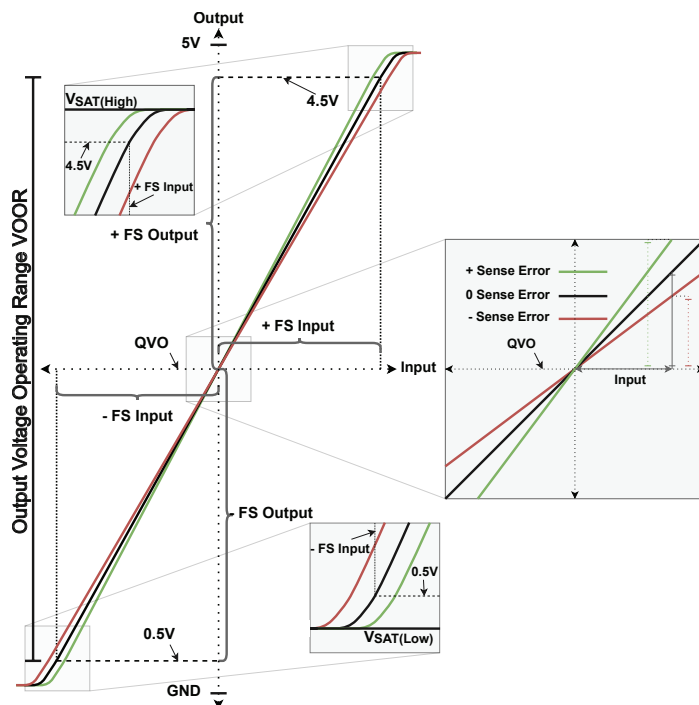 Output
5V
VSAT(High)
4.5V
+ FS Input
4.5V
+ FS Output
Output Voltage Operating Range VOOR
+ Sense Error
0 Sense Error
- Sense Error
QVO
Input
+ FS Input
QVO
Input
- FS Input
- FS Output
- FS Input
0.5V
VSAT(Low)
0.5V
GND